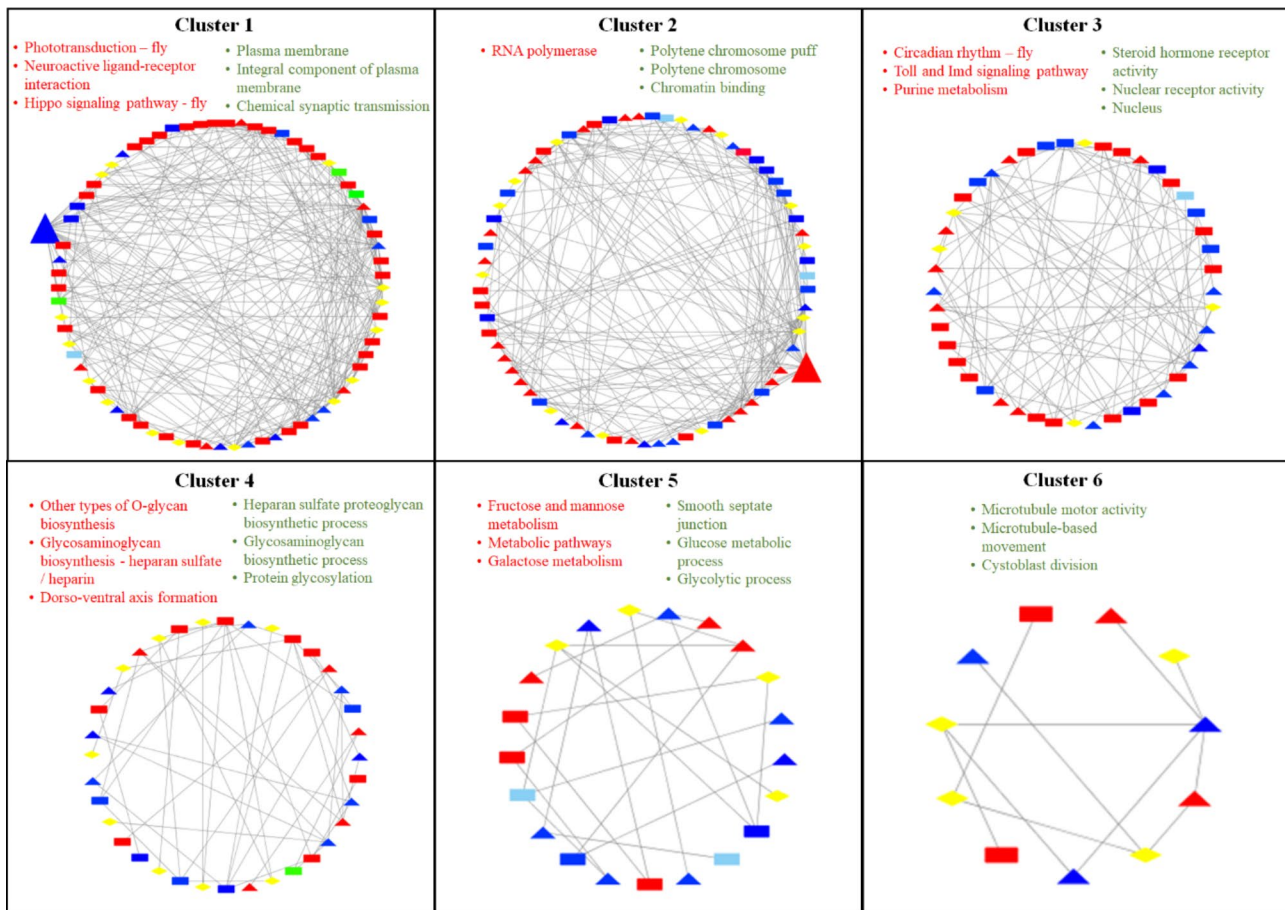 Cluster 1
• Phototransduction – fly
• Neuroactive ligand-receptor
interaction
• Hippo signaling pathway - fly
• Plasma membrane
• Integral component of plasma
membrane
• Chemical synaptic transmission
Cluster 2
• RNA polymerase
• Polytene chromosome puff
• Polytene chromosome
• Chromatin binding
Cluster 3
• Circadian rhythm – fly
• Toll and Imd signaling pathway
• Purine metabolism
• Steroid hormone receptor
activity
• Nuclear receptor activity
• Nucleus
Cluster 4
• Other types of O-glycan
biosynthesis
• Glycosaminoglycan
biosynthesis - heparan sulfate
/ heparin
• Dorso-ventral axis formation
• Heparan sulfate proteoglycan
biosynthetic process
• Glycosaminoglycan
biosynthetic process
• Protein glycosylation
Cluster 5
• Fructose and mannose
metabolism
• Metabolic pathways
• Galactose metabolism
• Smooth septate
junction
• Glucose metabolic
process
• Glycolytic process
Cluster 6
• Microtubule motor activity
• Microtubule-based
movement
• Cystoblast division